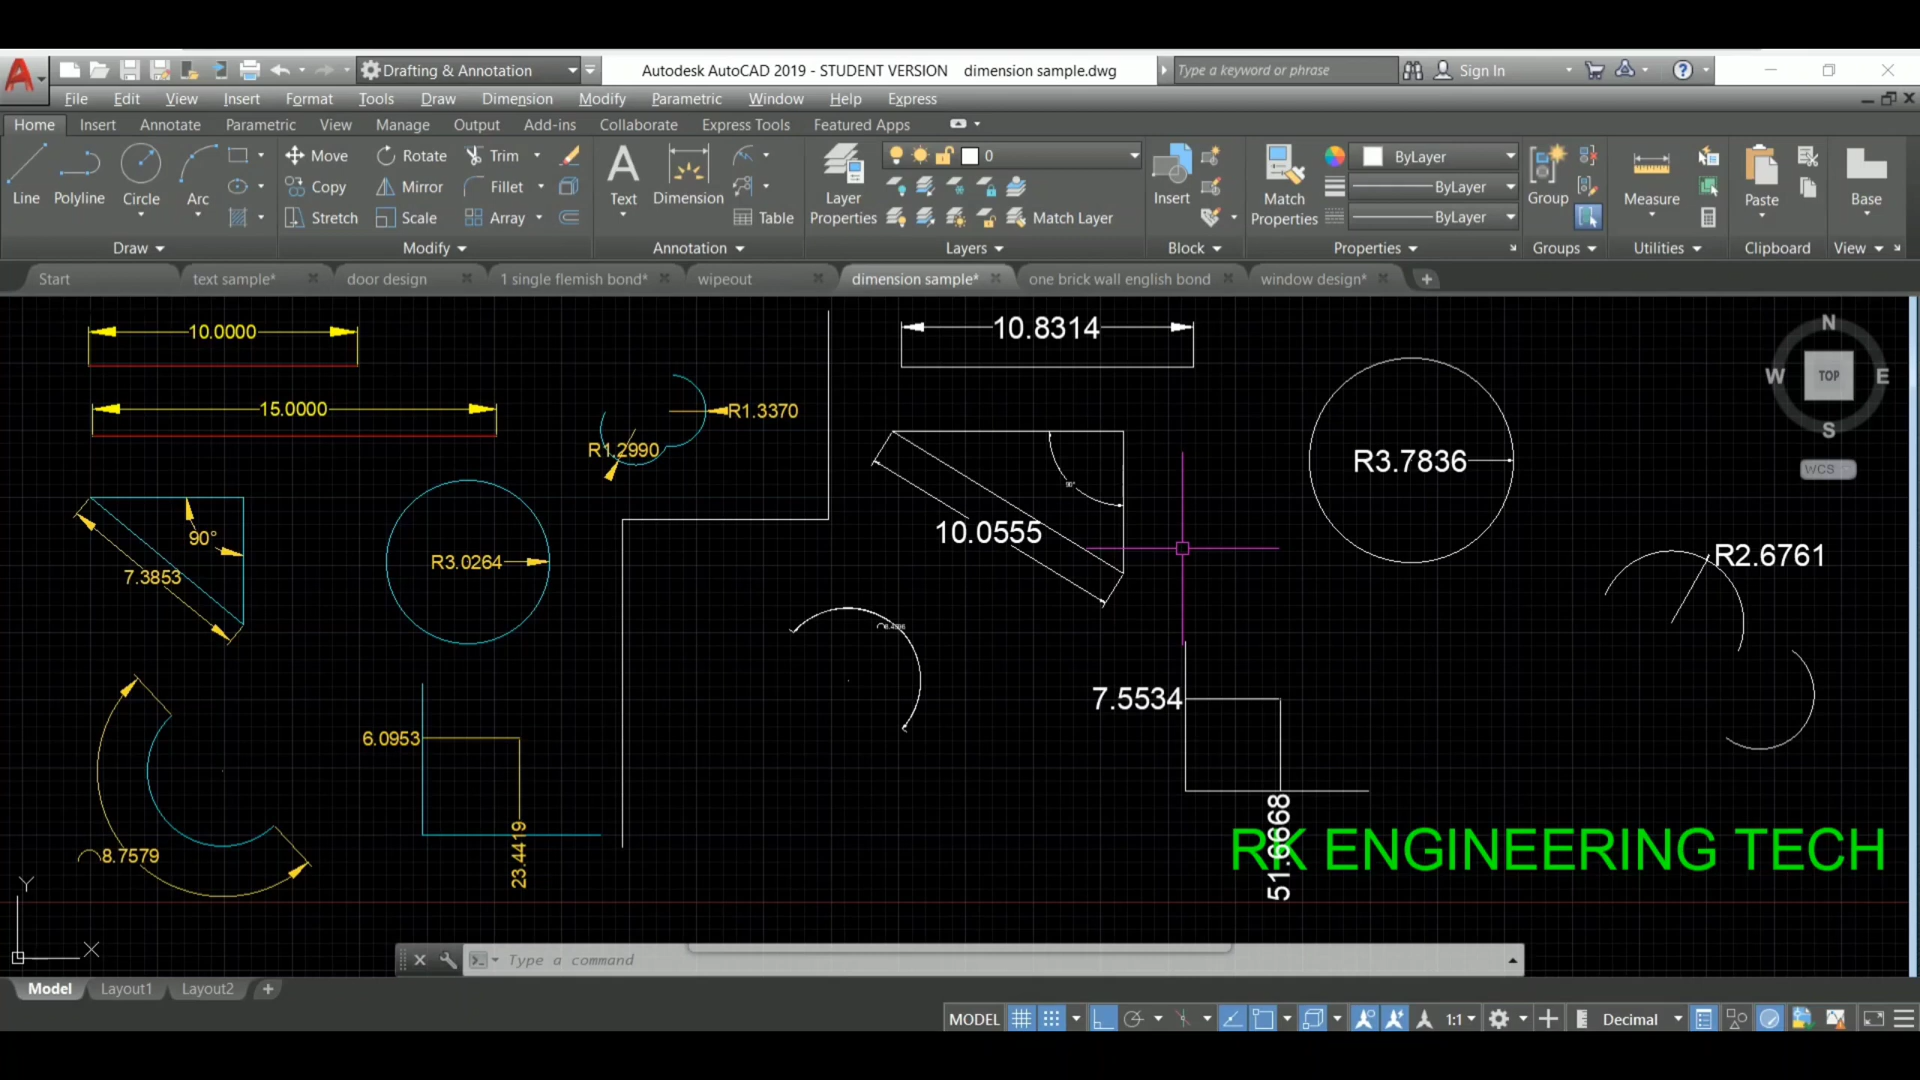 Drafting & Annotation
Autodesk AutoCAD 2019 - STUDENT VERSION dimension sample.dwg
Type a keyword or phrase
Sign In
File Edit View Insert Format Tools Draw Dimension Modify Parametric Window Help Express
Home Insert Annotate Parametric View Manage Output Add-ins Collaborate Express Tools Featured Apps
Line Polyline Circle Arc
Move Rotate Trim
Copy Mirror Fillet
Stretch Scale Array
Text Dimension
Table
Layer Properties
0
Match Layer
Insert
Match Properties
ByLayer
ByLayer
ByLayer
Group
Measure
Paste
Base
Draw Modify Annotation Layers Block Properties Groups Utilities Clipboard View
Start text sample* door design 1 single flemish bond* wipeout dimension sample* one brick wall english bond window design*
10.0000
15.0000
R1.3370
R1.2990
90°
7.3853
R3.0264
8.7579
6.0953
23.4419
10.8314
90°
10.0555
R3.7836
R2.6761
7.5534
51.6668
RK ENGINEERING TECH
N
W TOP E
S
WCS
Y
X
Type a command
Model Layout1 Layout2
MODEL 1:1 Decimal